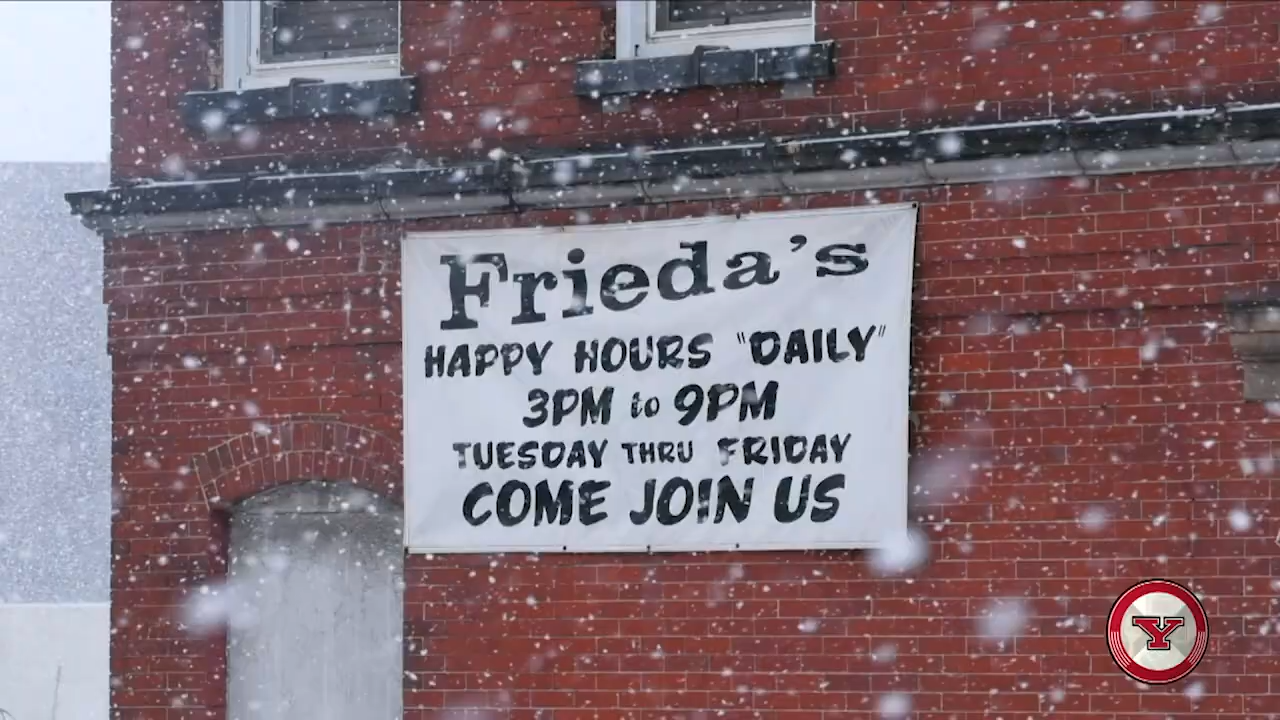 Frieda's
HAPPY HOURS "DAILY"
3PM to 9PM
TUESDAY THRU FRIDAY
COME JOIN US
Y